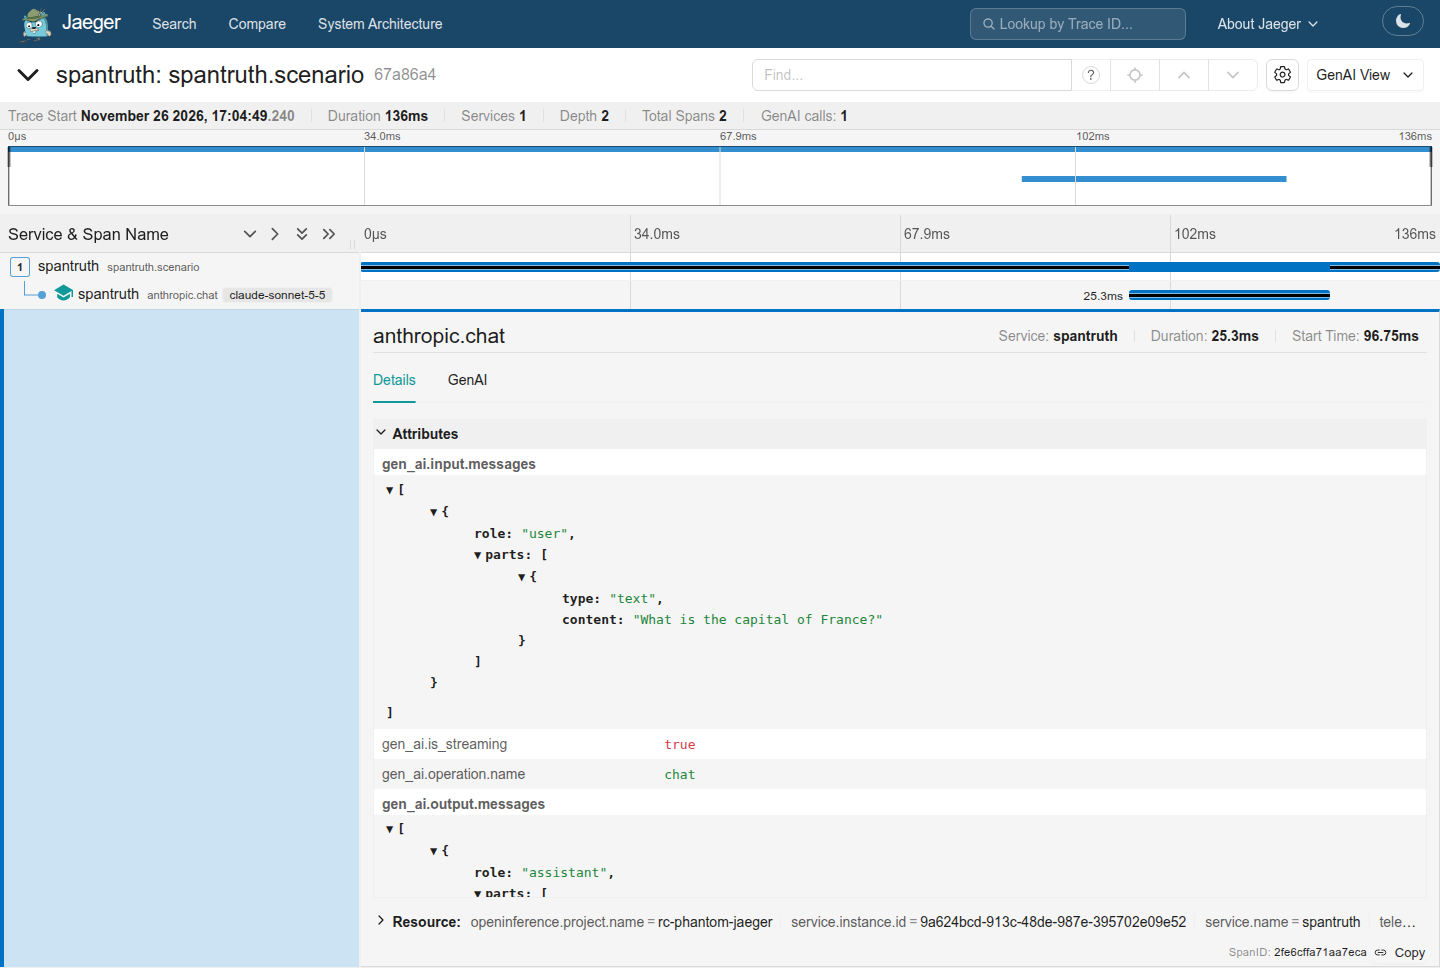 Jaeger Search Compare System Architecture Lookup by Trace ID... About Jaeger
spantruth: spantruth.scenario 67a86a4 Find... ? GenAI View
Trace Start November 26 2026, 17:04:49.240 Duration 136ms Services 1 Depth 2 Total Spans 2 GenAI calls: 1
0μs 34.0ms 67.9ms 102ms 136ms
Service & Span Name 0μs 34.0ms 67.9ms 102ms 136ms
1 spantruth spantruth.scenario
spantruth anthropic.chat claude-sonnet-5-5 25.3ms
anthropic.chat Service: spantruth Duration: 25.3ms Start Time: 96.75ms
Details GenAI
Attributes
gen_ai.input.messages
[
{
role: "user",
parts: [
{
type: "text",
content: "What is the capital of France?"
}
]
}
]
gen_ai.is_streaming true
gen_ai.operation.name chat
gen_ai.output.messages
[
{
role: "assistant",
parts: [
Resource: openinference.project.name = rc-phantom-jaeger service.instance.id = 9a624bcd-913c-48de-987e-395702e09e52 service.name = spantruth tele…
SpanID: 2fe6cffa71aa7eca Copy